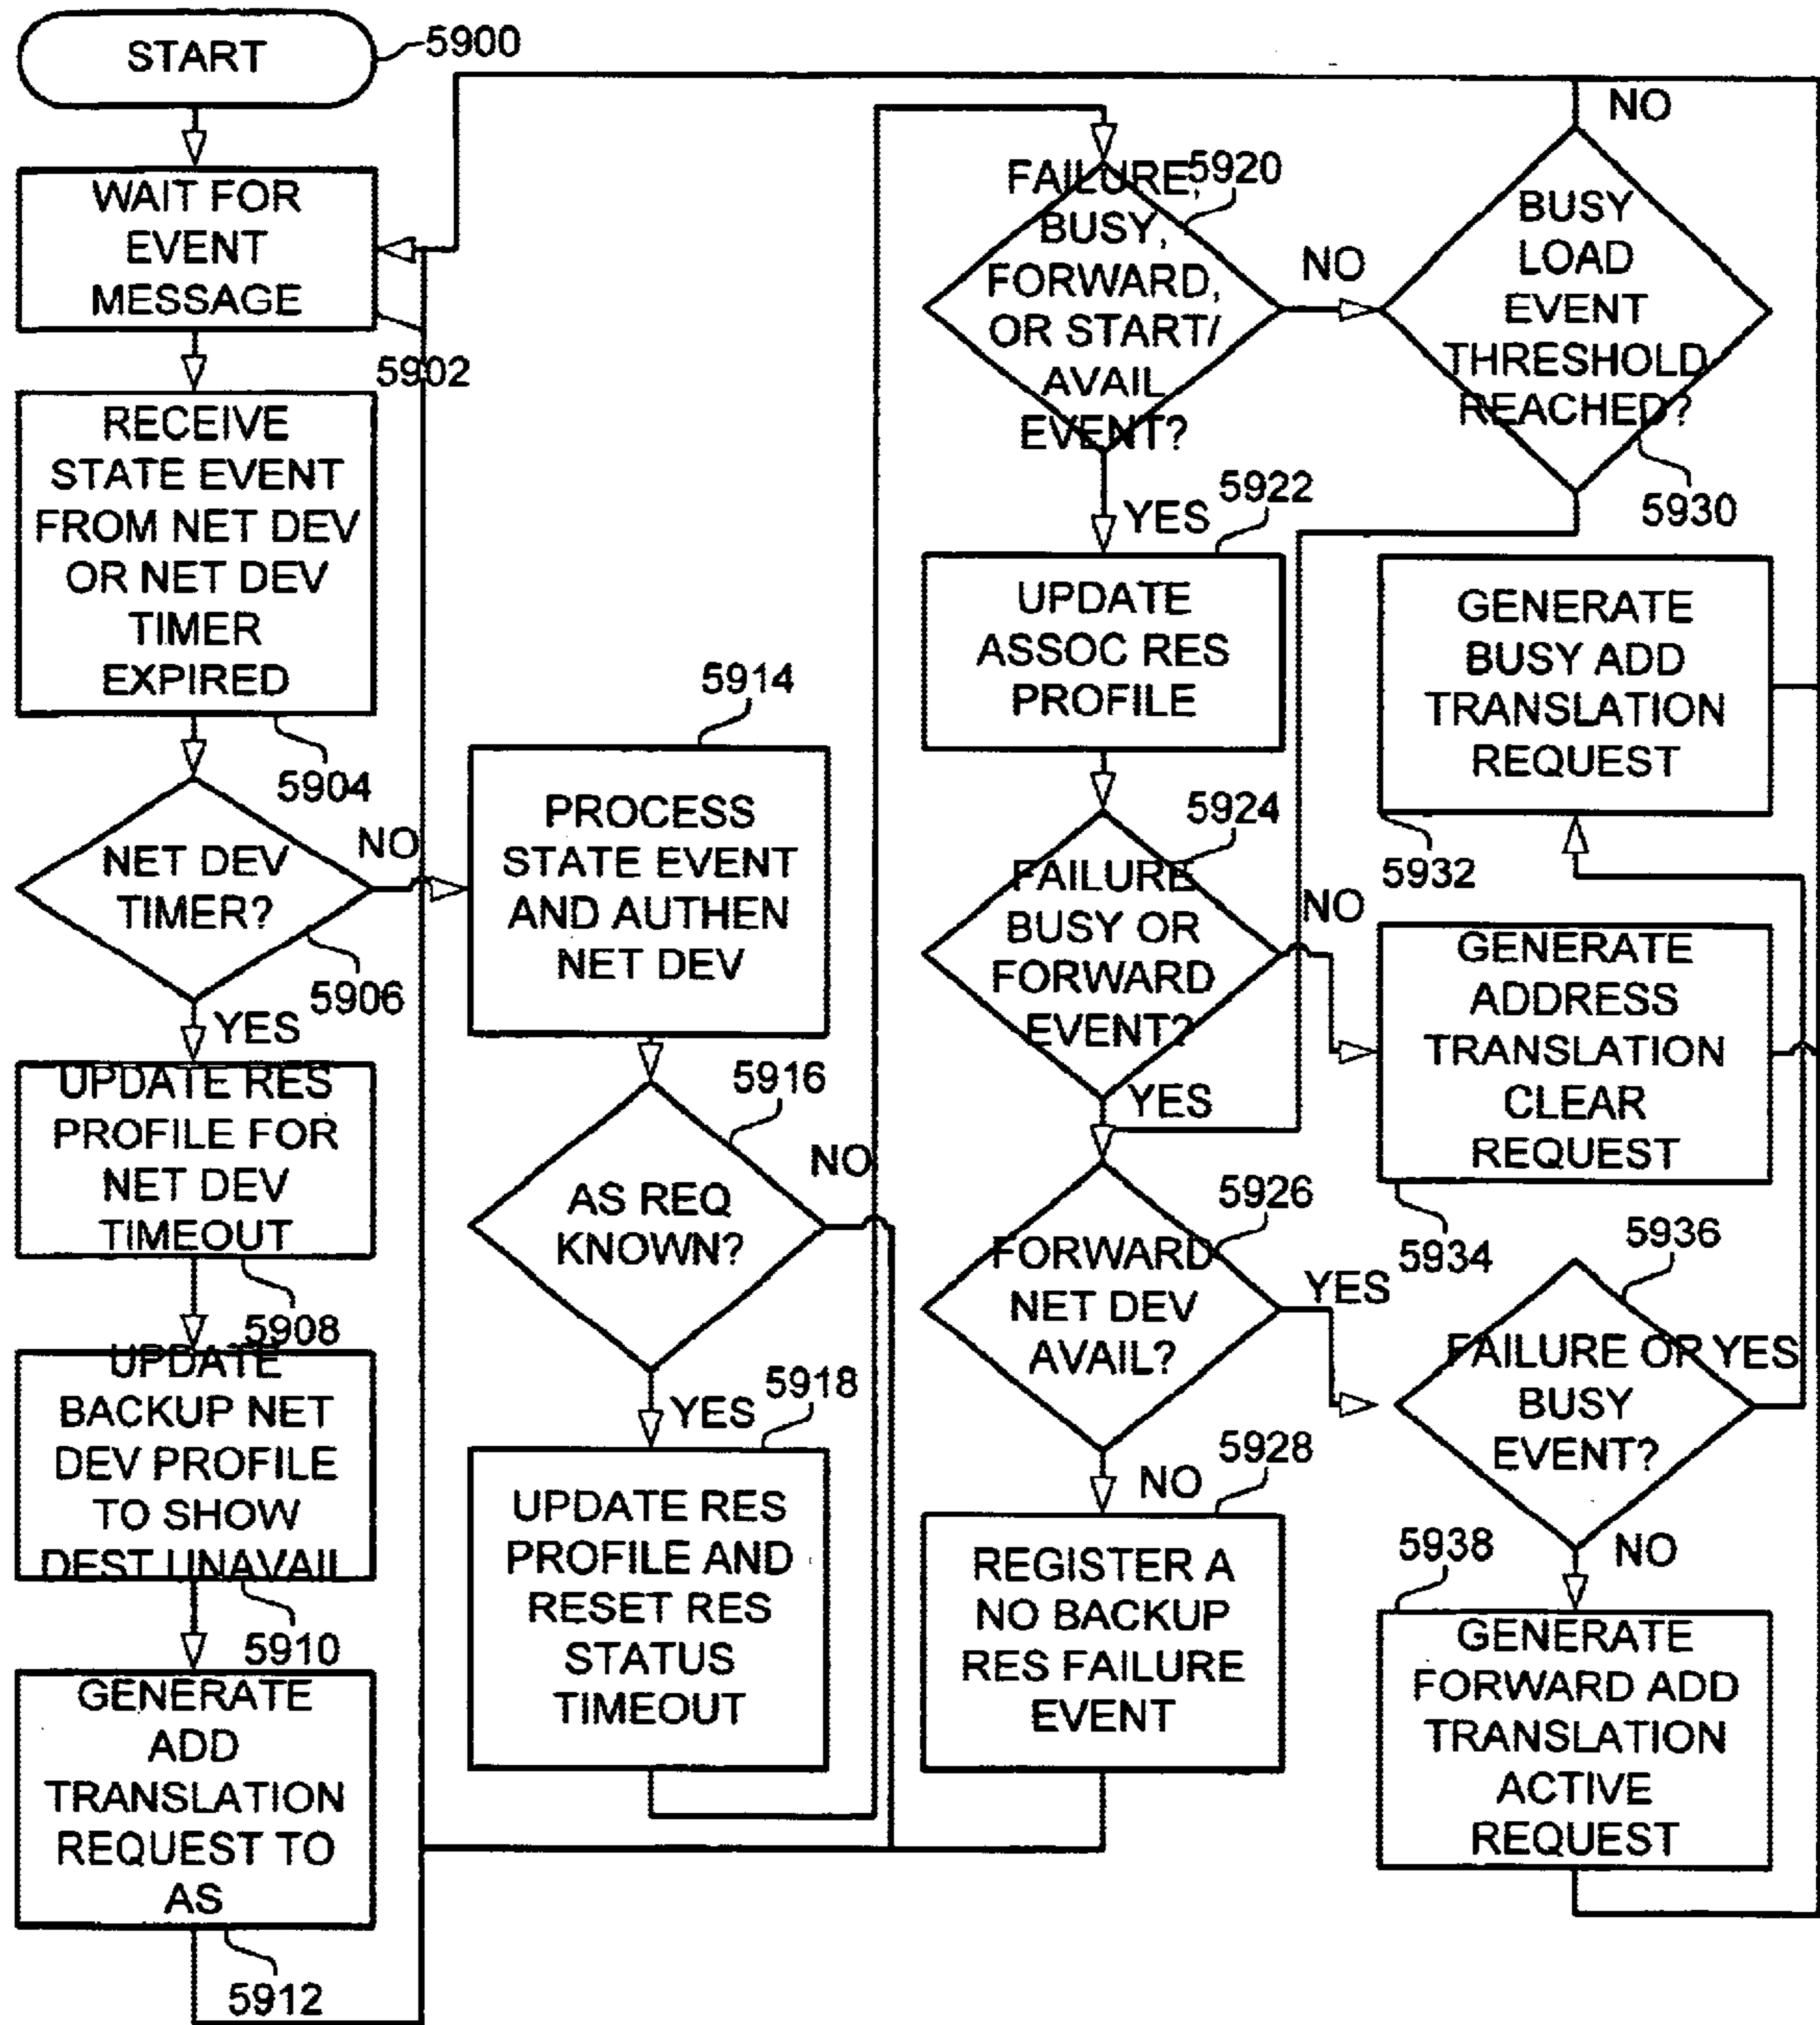 START
5900
WAIT FOR
EVENT
MESSAGE
5902
RECEIVE
STATE EVENT
FROM NET DEV
OR NET DEV
TIMER
EXPIRED
5904
NET DEV
TIMER?
NO
5906
YES
UPDATE RES
PROFILE FOR
NET DEV
TIMEOUT
5908
UPDATE
BACKUP NET
DEV PROFILE
TO SHOW
DEST UNAVAIL
5910
GENERATE
ADD
TRANSLATION
REQUEST TO
AS
5912
5914
PROCESS
STATE EVENT
AND AUTHEN
NET DEV
5916
AS REQ
KNOWN?
NO
YES
5918
UPDATE RES
PROFILE AND
RESET RES
STATUS
TIMEOUT
5920
FAILURE,
BUSY,
FORWARD,
OR START/
AVAIL
EVENT?
NO
YES
5922
UPDATE
ASSOC RES
PROFILE
5924
FAILURE
BUSY OR
FORWARD
EVENT?
NO
YES
5926
FORWARD
NET DEV
AVAIL?
YES
NO
5928
REGISTER A
NO BACKUP
RES FAILURE
EVENT
NO
BUSY
LOAD
EVENT
THRESHOLD
REACHED?
5930
GENERATE
BUSY ADD
TRANSLATION
REQUEST
5932
GENERATE
ADDRESS
TRANSLATION
CLEAR
REQUEST
5934
5936
FAILURE OR
BUSY
EVENT?
YES
NO
5938
GENERATE
FORWARD ADD
TRANSLATION
ACTIVE
REQUEST